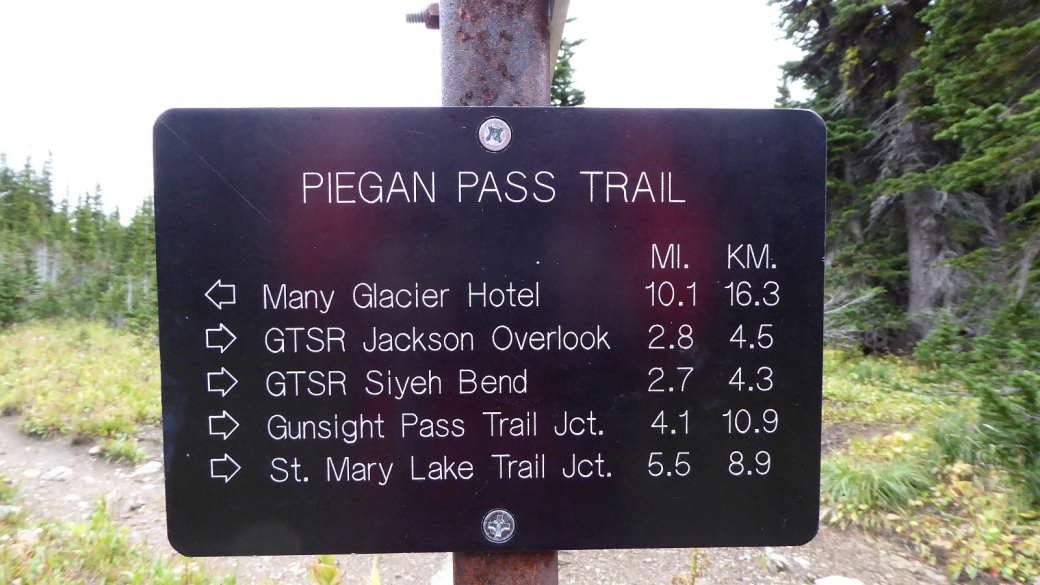 PIEGAN PASS TRAIL
MI. KM.
Many Glacier Hotel 10.1 16.3
GTSR Jackson Overlook 2.8 4.5
GTSR Siyeh Bend 2.7 4.3
Gunsight Pass Trail Jct. 4.1 10.9
St. Mary Lake Trail Jct. 5.5 8.9